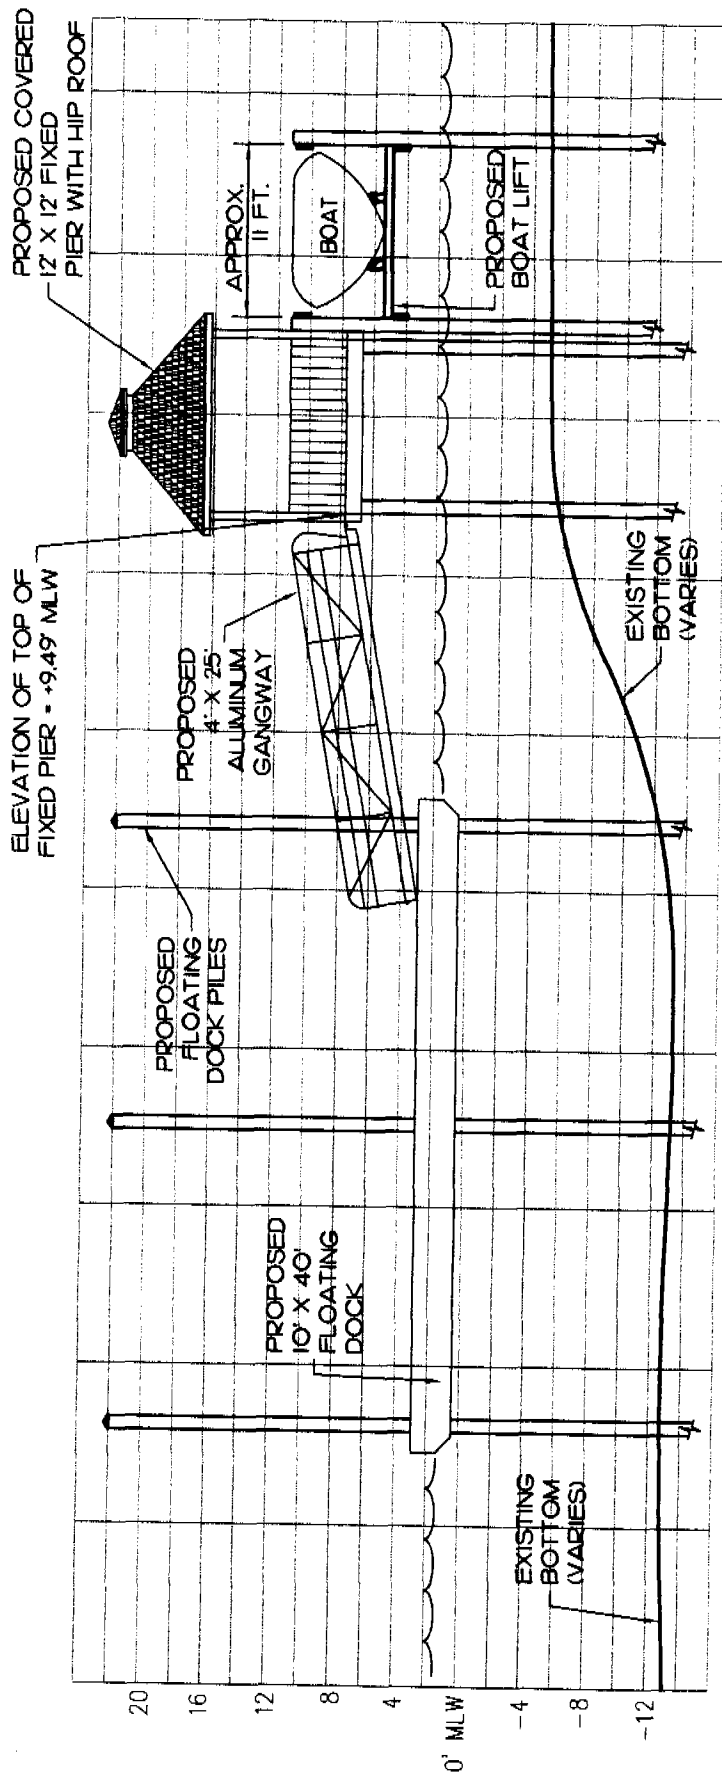 ELEVATION OF TOP OF
FIXED PIER = +9.49' MLW
PROPOSED COVERED
12' X 12' FIXED
PIER WITH HIP ROOF
PROPOSED
FLOATING
DOCK PILES
PROPOSED
4' X 25'
ALUMINUM
GANGWAY
APPROX.
11 FT.
BOAT
PROPOSED
BOAT LIFT
PROPOSED
10' X 40'
FLOATING
DOCK
EXISTING
BOTTOM
(VARIES)
EXISTING
BOTTOM
(VARIES)
20
16
12
8
4
0' MLW
-4
-8
-12